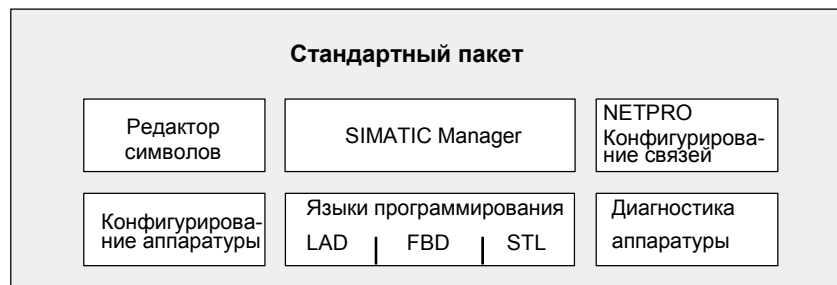 Стандартный пакет
Редактор
символов
SIMATIC Manager
NETPRO
Конфигурирова-
ние связей
Конфигурирова-
ние аппаратуры
Языки программирования
LAD FBD STL
Диагностика
аппаратуры